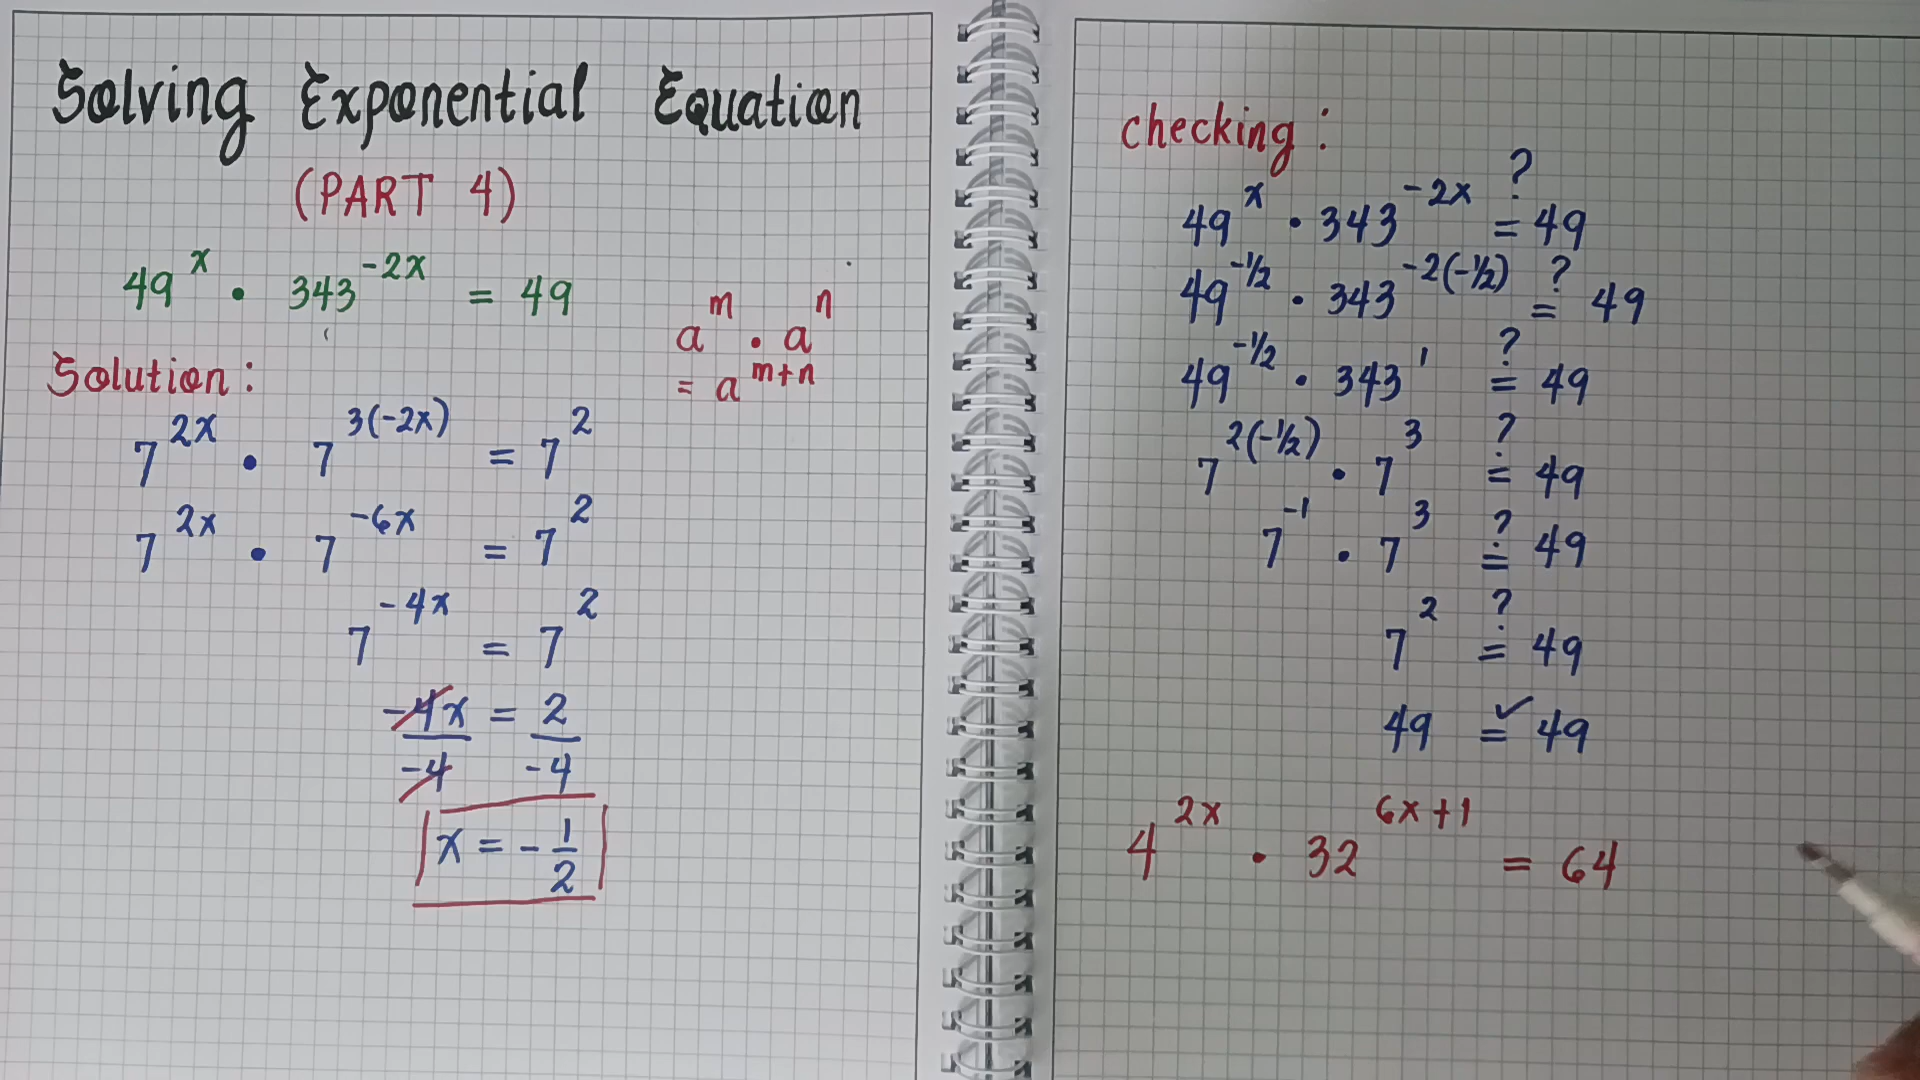 Solving Exponential Equation
(PART 4)
49^x · 343^-2x = 49
a^m · a^n
= a^m+n
Solution:
7^2x · 7^3(-2x) = 7^2
7^2x · 7^-6x = 7^2
7^-4x = 7^2
-4x/-4 = 2/-4
x = -1/2
checking:
49^x · 343^-2x ≟ 49
49^-1/2 · 343^-2(-1/2) ≟ 49
49^-1/2 · 343^1 ≟ 49
7^2(-1/2) · 7^3 ≟ 49
7^-1 · 7^3 ≟ 49
7^2 ≟ 49
49 =✓ 49
4^2x · 32^6x+1 = 64